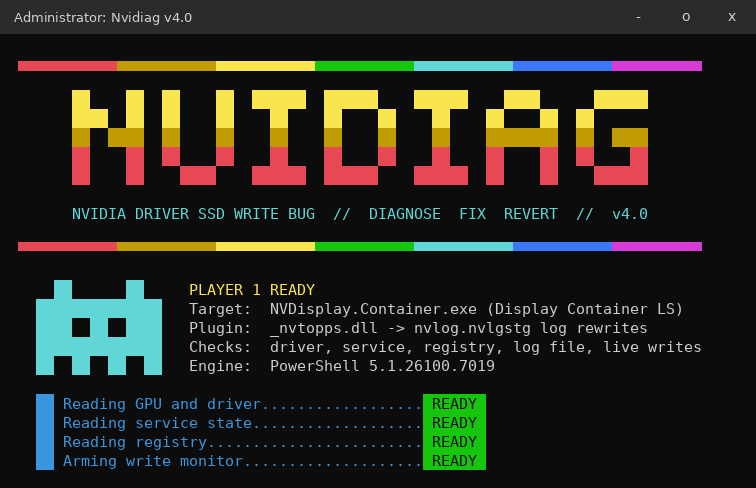 Administrator: Nvidiag v4.0 - o x
NVIDIAG
NVIDIA DRIVER SSD WRITE BUG // DIAGNOSE FIX REVERT // v4.0
PLAYER 1 READY
Target: NVDisplay.Container.exe (Display Container LS)
Plugin: _nvtopps.dll -> nvlog.nvlgstg log rewrites
Checks: driver, service, registry, log file, live writes
Engine: PowerShell 5.1.26100.7019
Reading GPU and driver.................. READY
Reading service state................... READY
Reading registry........................ READY
Arming write monitor.................... READY